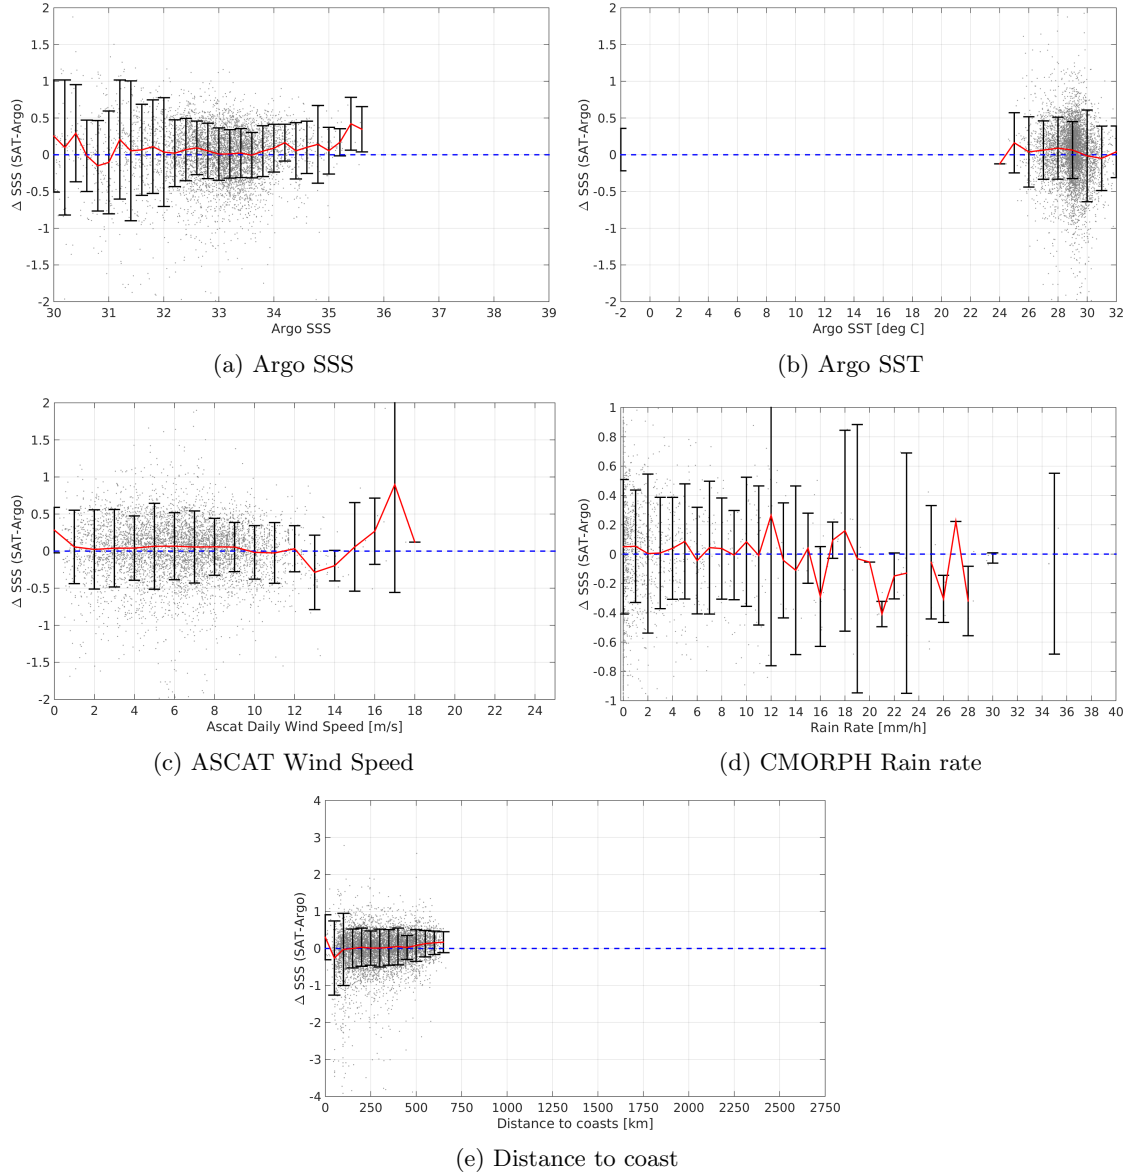 2
1.5
1
0.5
0
-0.5
-1
-1.5
-2
Δ SSS (SAT-Argo)
30 31 32 33 34 35 36 37 38 39
Argo SSS
(a) Argo SSS
2
1.5
1
0.5
0
-0.5
-1
-1.5
-2
Δ SSS (SAT-Argo)
-2 0 2 4 6 8 10 12 14 16 18 20 22 24 26 28 30 32
Argo SST [deg C]
(b) Argo SST
2
1.5
1
0.5
0
-0.5
-1
-1.5
-2
Δ SSS (SAT-Argo)
0 2 4 6 8 10 12 14 16 18 20 22 24
Ascat Daily Wind Speed [m/s]
(c) ASCAT Wind Speed
1
0.8
0.6
0.4
0.2
0
-0.2
-0.4
-0.6
-0.8
-1
Δ SSS (SAT-Argo)
0 2 4 6 8 10 12 14 16 18 20 22 24 26 28 30 32 34 36 38 40
Rain Rate [mm/h]
(d) CMORPH Rain rate
4
3
2
1
0
-1
-2
-3
-4
Δ SSS (SAT-Argo)
0 250 500 750 1000 1250 1500 1750 2000 2250 2500 2750
Distance to coasts [km]
(e) Distance to coast